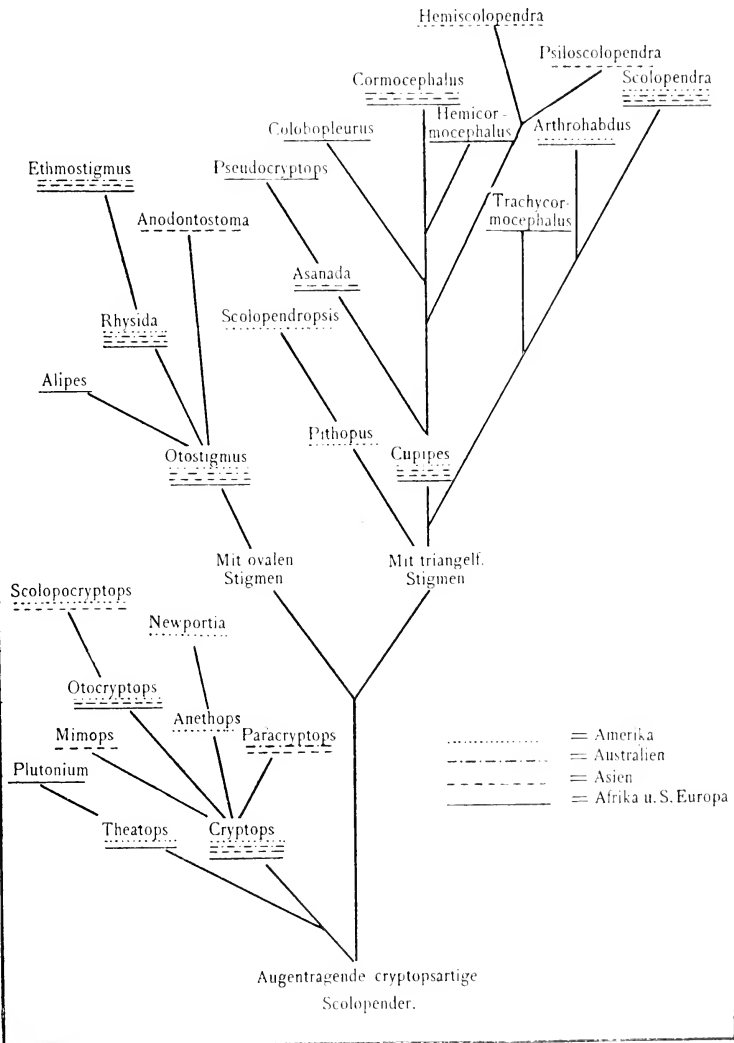 Hemiscolopendra
Psiloscolopendra
Cormocephalus
Scolopendra
Hemicor-
mocephalus
Colobopleurus
Arthrohabdus
Ethmostigmus
Pseudocryptops
Anodontostoma
Trachycor-
mocephalus
Asanada
Rhysida
Scolopendropsis
Alipes
Pithopus
Otostigmus
Cupipes
Mit ovalen
Stigmen
Mit triangelf.
Stigmen
Scolopocryptops
Newportia
Otocryptops
Anethops
Mimops
Paracryptops
Plutonium
Theatops
Cryptops
= Amerika
= Australien
= Asien
= Afrika u. S. Europa
Augentragende cryptopsartige
Scolopender.